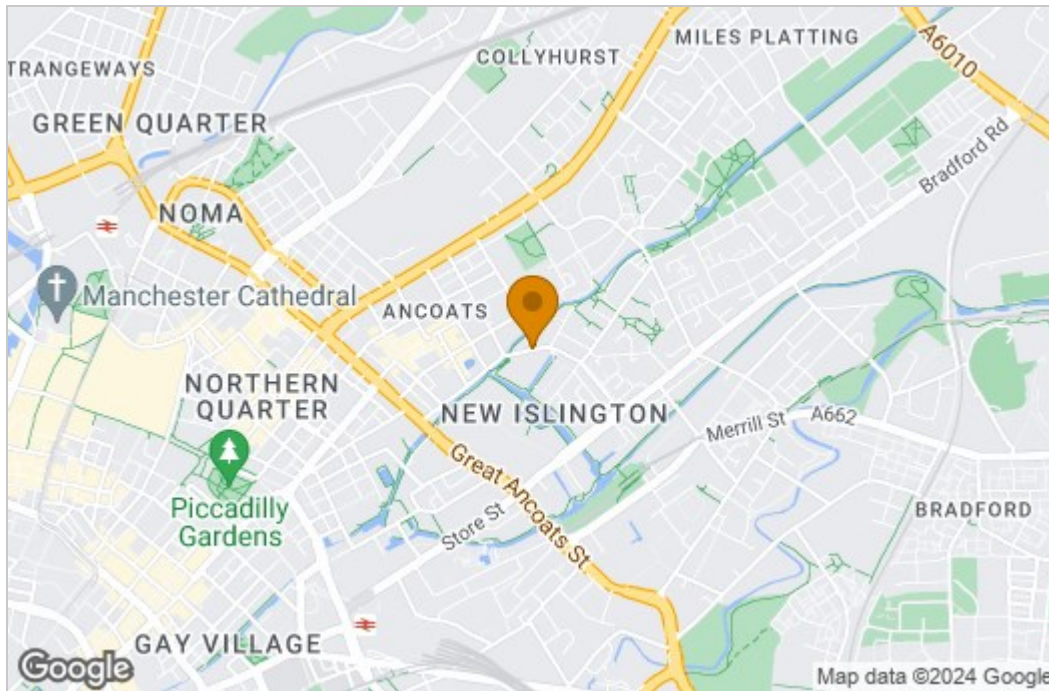 MILES PLATTING
A6010
COLLYHURST
TRANGEWAYS
GREEN QUARTER
Bradford Rd
NOMA
Manchester Cathedral
ANCOATS
NORTHERN
QUARTER
NEW ISLINGTON
Merrill St
A662
Great Ancoats St
Piccadilly
Gardens
Store St
BRADFORD
GAY VILLAGE
Google
Map data ©2024 Google